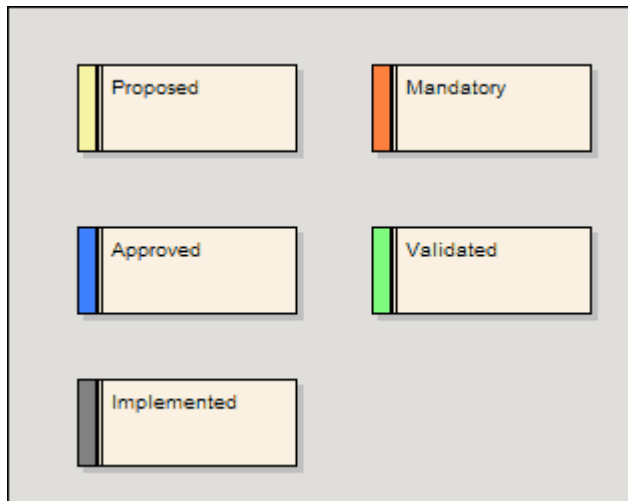 Proposed
Mandatory
Approved
Validated
Implemented